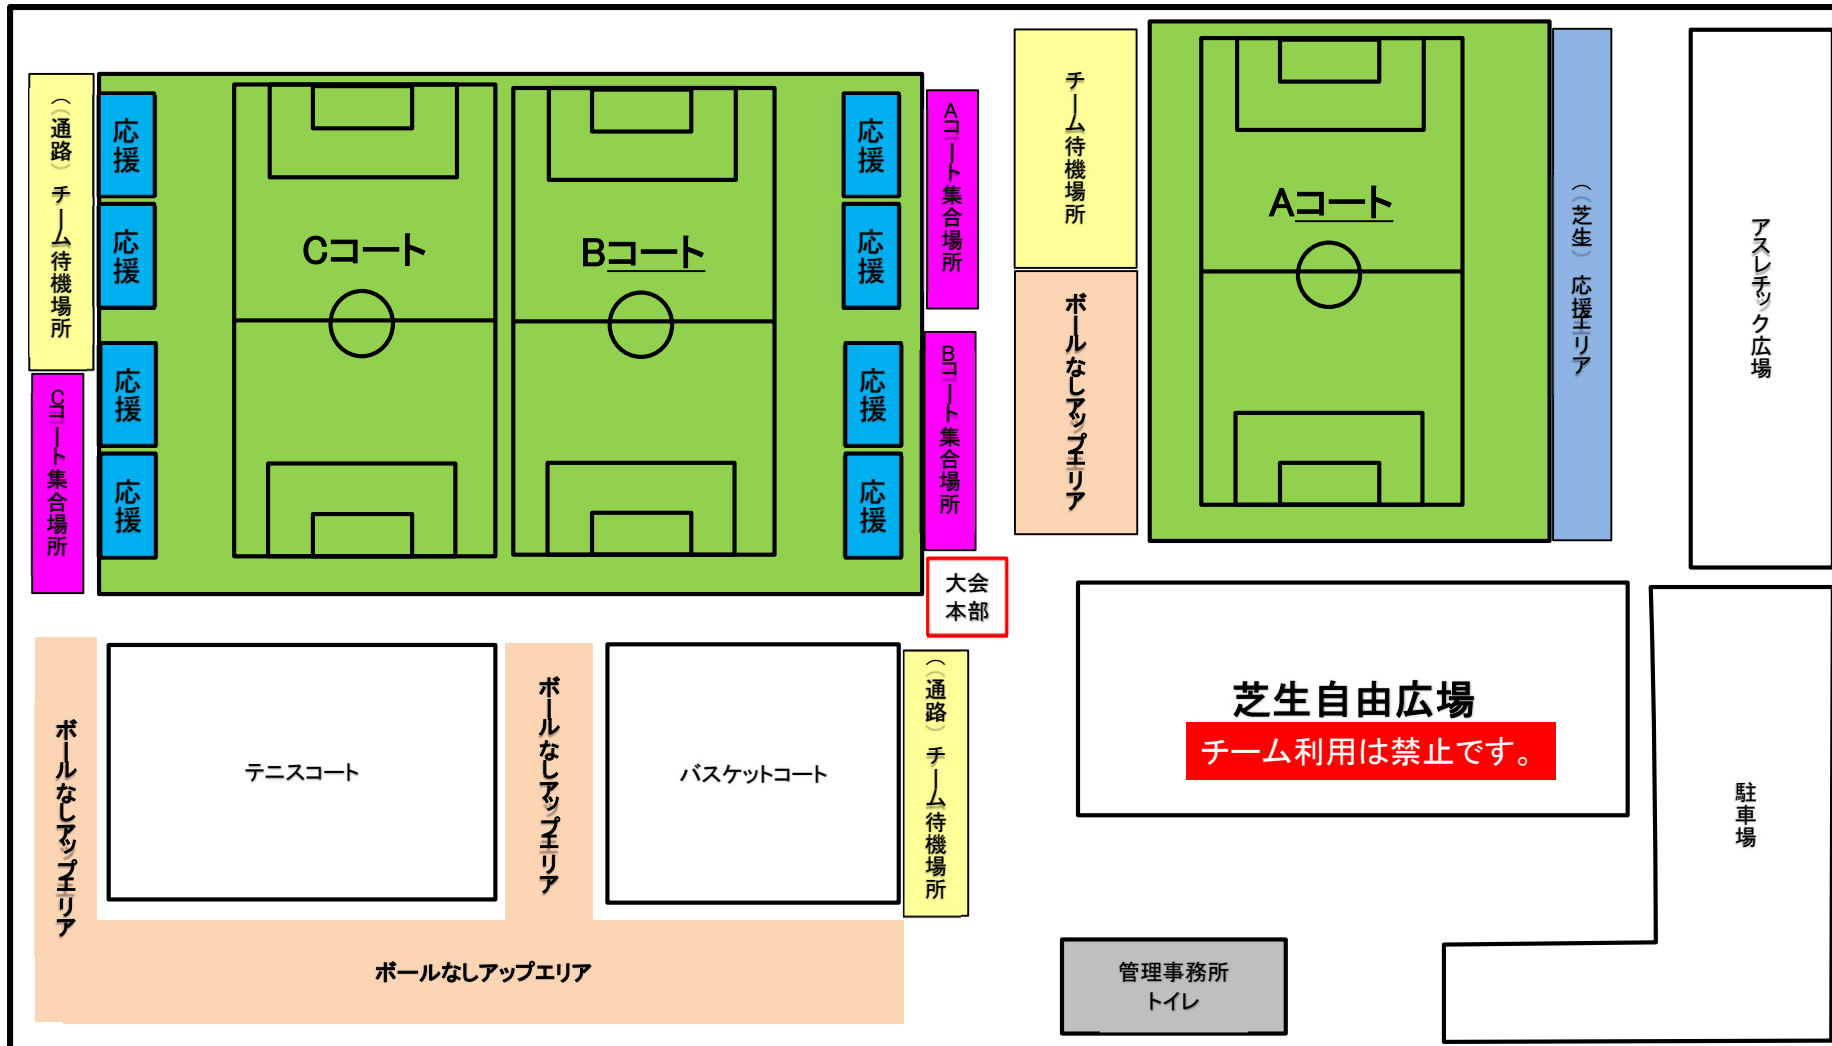 （通路）チーム待機場所
Cコート集合場所
応援
応援
応援
応援
Cコート
Bコート
応援
応援
応援
応援
Aコート集合場所
Bコート集合場所
大会
本部
チーム待機場所
ボールなしアップエリア
Aコート
（芝生）応援エリア
アスレチック広場
ボールなしアップエリア
テニスコート
ボールなしアップエリア
バスケットコート
（通路）チーム待機場所
ボールなしアップエリア
芝生自由広場
チーム利用は禁止です。
駐車場
管理事務所
トイレ